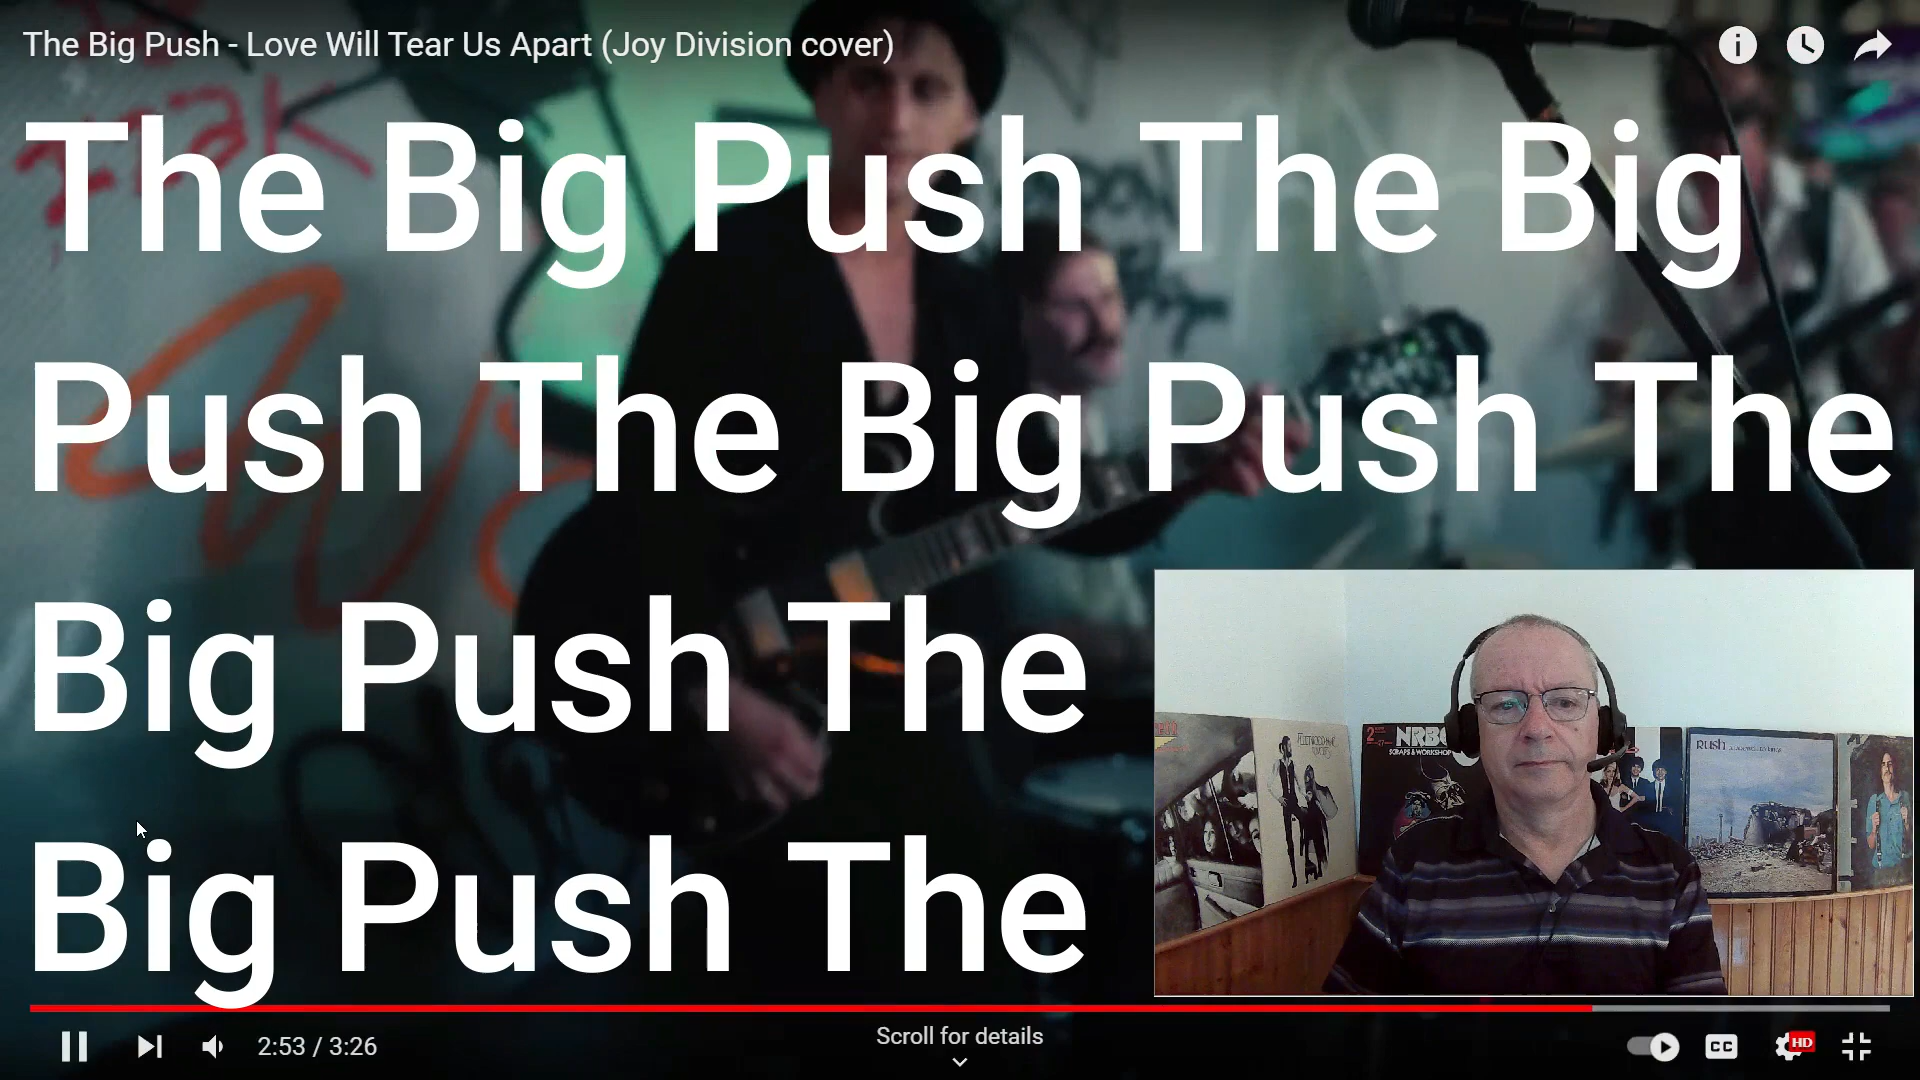 The Big Push - Love Will Tear Us Apart (Joy Division cover)
The Big Push The Big
Push The Big Push The
Big Push The
Big Push The
NRBQ
SCRAPS & WORKSHOP
RUSH
2:53 / 3:26
Scroll for details
CC
HD